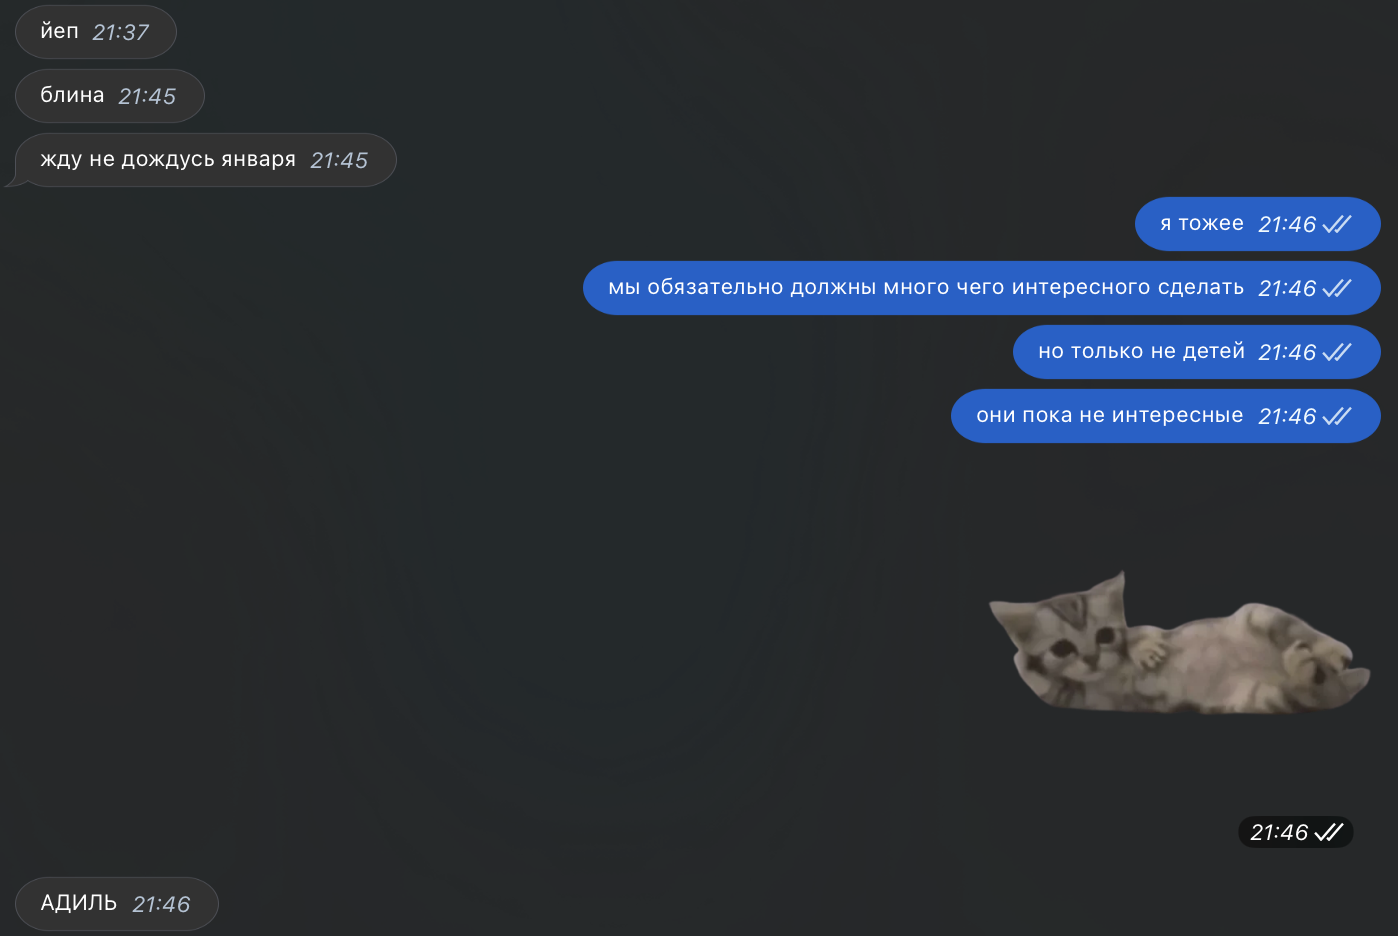 йеп 21:37
блина 21:45
жду не дождусь января 21:45
я тожее 21:46
мы обязательно должны много чего интересного сделать 21:46
но только не детей 21:46
они пока не интересные 21:46
21:46
АДИЛЬ 21:46